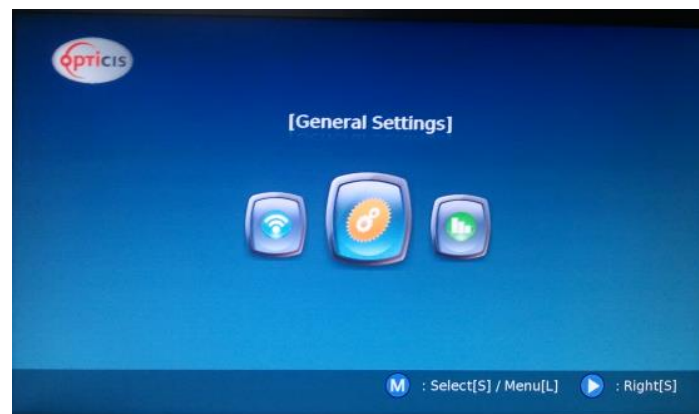 OPTICIS
[General Settings]
M : Select[S] / Menu[L] : Right[S]